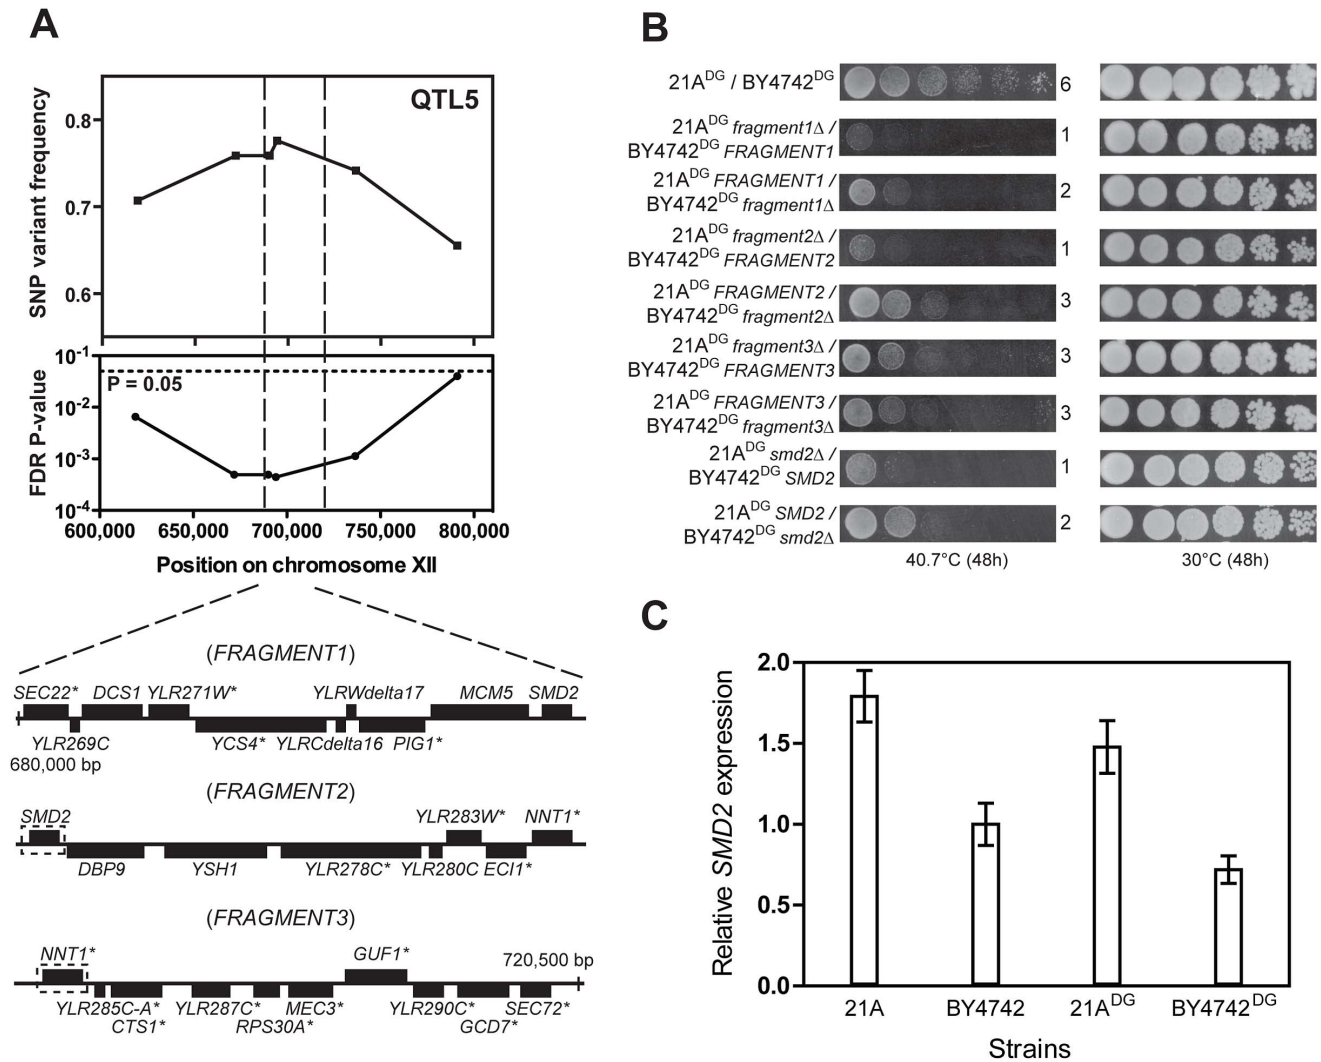 A
QTL5
SNP variant frequency
0.8
0.7
0.6
FDR P-value
10-1
10-2
10-3
10-4
P = 0.05
600,000 650,000 700,000 750,000 800,000
Position on chromosome XII
(FRAGMENT1)
SEC22* DCS1 YLR271W* YLRWdelta17 MCM5 SMD2
YLR269C YCS4* YLRCdelta16 PIG1*
680,000 bp
(FRAGMENT2)
SMD2 YLR283W* NNT1*
DBP9 YSH1 YLR278C* YLR280C ECI1*
(FRAGMENT3)
NNT1* GUF1* 720,500 bp
YLR285C-A* YLR287C* MEC3* YLR290C* SEC72*
CTS1* RPS30A* GCD7*
B
21ADG / BY4742DG 6
21ADG fragment1Δ /
BY4742DG FRAGMENT1 1
21ADG FRAGMENT1 /
BY4742DG fragment1Δ 2
21ADG fragment2Δ /
BY4742DG FRAGMENT2 1
21ADG FRAGMENT2 /
BY4742DG fragment2Δ 3
21ADG fragment3Δ /
BY4742DG FRAGMENT3 3
21ADG FRAGMENT3 /
BY4742DG fragment3Δ 3
21ADG smd2Δ /
BY4742DG SMD2 1
21ADG SMD2 /
BY4742DG smd2Δ 2
40.7°C (48h) 30°C (48h)
C
Relative SMD2 expression
2.0
1.5
1.0
0.5
0.0
21A BY4742 21ADG BY4742DG
Strains